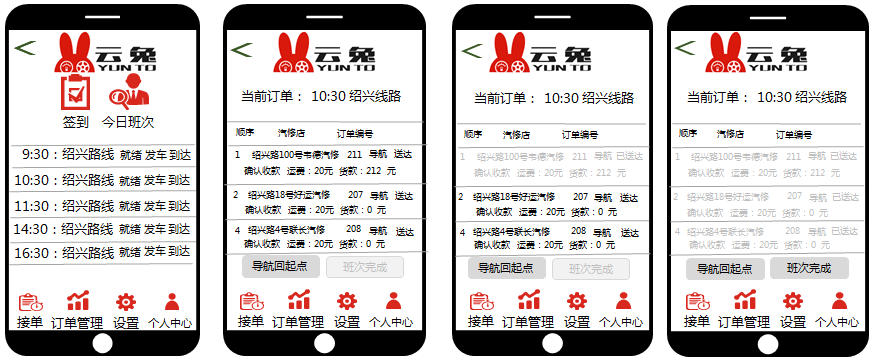 云兔
YUN TO
签到 今日班次
9:30：绍兴路线 就绪 发车 到达
10:30：绍兴路线 就绪 发车 到达
11:30：绍兴路线 就绪 发车 到达
14:30：绍兴路线 就绪 发车 到达
16:30：绍兴路线 就绪 发车 到达
接单 订单管理 设置 个人中心
云兔
YUN TO
当前订单： 10:30 绍兴线路
顺序 汽修店 订单编号
1 绍兴路100号韦德汽修 211 导航 送达
确认收款 运费：20元 货款：212 元
2 绍兴路18号好运汽修 207 导航 送达
确认收款 运费：20元 货款：0 元
4 绍兴路4号联长汽修 208 导航 送达
确认收款 运费：20元 货款：0 元
导航回起点 班次完成
接单 订单管理 设置 个人中心
云兔
YUN TO
当前订单： 10:30 绍兴线路
顺序 汽修店 订单编号
1 绍兴路100号韦德汽修 211 导航 已送达
确认收款 运费：20元 货款：212 元
2 绍兴路18号好运汽修 207 导航 送达
确认收款 运费：20元 货款：0 元
4 绍兴路4号联长汽修 208 导航 送达
确认收款 运费：20元 货款：0 元
导航回起点 班次完成
接单 订单管理 设置 个人中心
云兔
YUN TO
当前订单： 10:30 绍兴线路
顺序 汽修店 订单编号
1 绍兴路100号韦德汽修 211 导航 已送达
确认收款 运费：20元 货款：212 元
2 绍兴路18号好运汽修 207 导航 已送达
确认收款 运费：20元 货款：0 元
4 绍兴路4号联长汽修 208 导航 已送达
确认收款 运费：20元 货款：0 元
导航回起点 班次完成
接单 订单管理 设置 个人中心